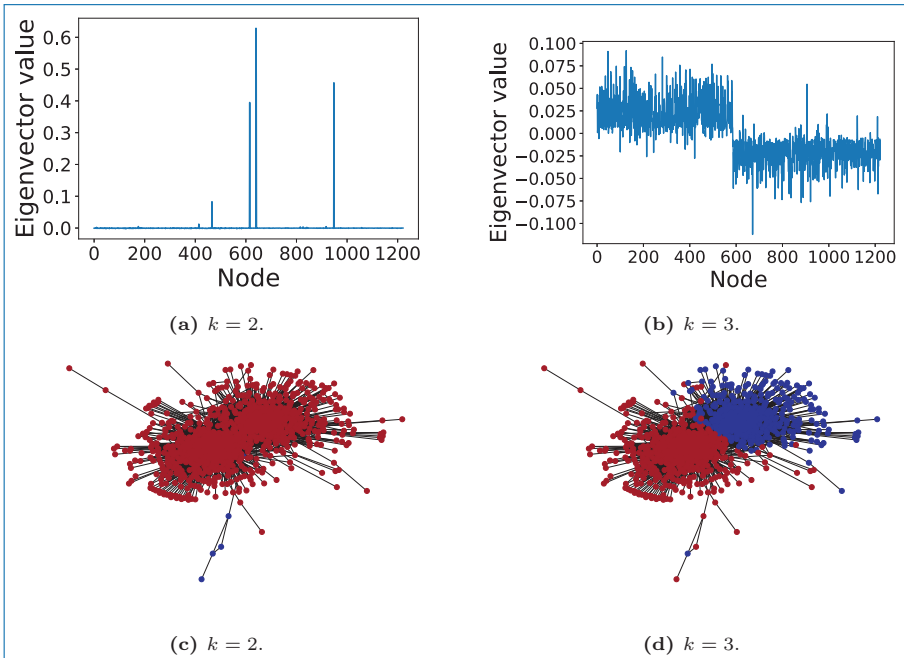 Eigenvector value
0.6
0.5
0.4
0.3
0.2
0.1
0.0
0 200 400 600 800 1000 1200
Node
(a) k = 2.
Eigenvector value
0.100
0.075
0.050
0.025
0.000
−0.025
−0.050
−0.075
−0.100
0 200 400 600 800 1000 1200
Node
(b) k = 3.
(c) k = 2.
(d) k = 3.